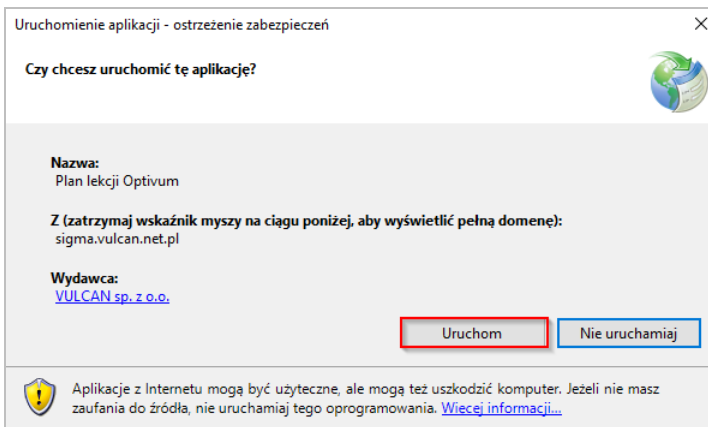 Uruchomienie aplikacji - ostrzeżenie zabezpieczeń
Czy chcesz uruchomić tę aplikację?
Nazwa:
Plan lekcji Optivum
Z (zatrzymaj wskaźnik myszy na ciągu poniżej, aby wyświetlić pełną domenę):
sigma.vulcan.net.pl
Wydawca:
VULCAN sp. z o.o.
Uruchom Nie uruchamiaj
Aplikacje z Internetu mogą być użyteczne, ale mogą też uszkodzić komputer. Jeżeli nie masz
zaufania do źródła, nie uruchamiaj tego oprogramowania. Więcej informacji...